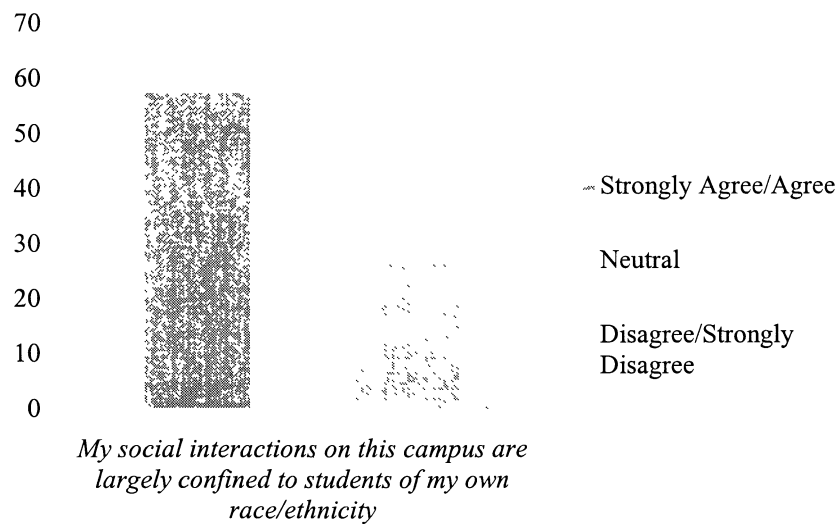 70
60
50
40
30
20
10
0
Strongly Agree/Agree
Neutral
Disagree/Strongly
Disagree
My social interactions on this campus are
largely confined to students of my own
race/ethnicity